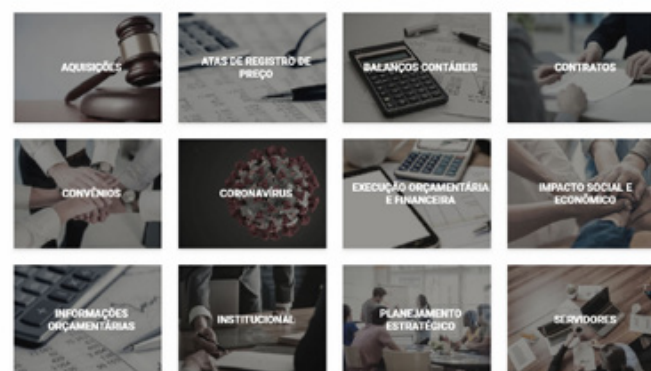 AQUISIÇÕES
ATAS DE REGISTRO DE
PREÇO
BALANÇOS CONTÁBEIS
CONTRATOS
CONVÊNIOS
CORONAVÍRUS
EXECUÇÃO ORÇAMENTÁRIA
E FINANCEIRA
IMPACTO SOCIAL E
ECONÔMICO
INFORMAÇÕES
ORÇAMENTÁRIAS
INSTITUCIONAL
PLANEJAMENTO
ESTRATÉGICO
SERVIDORES